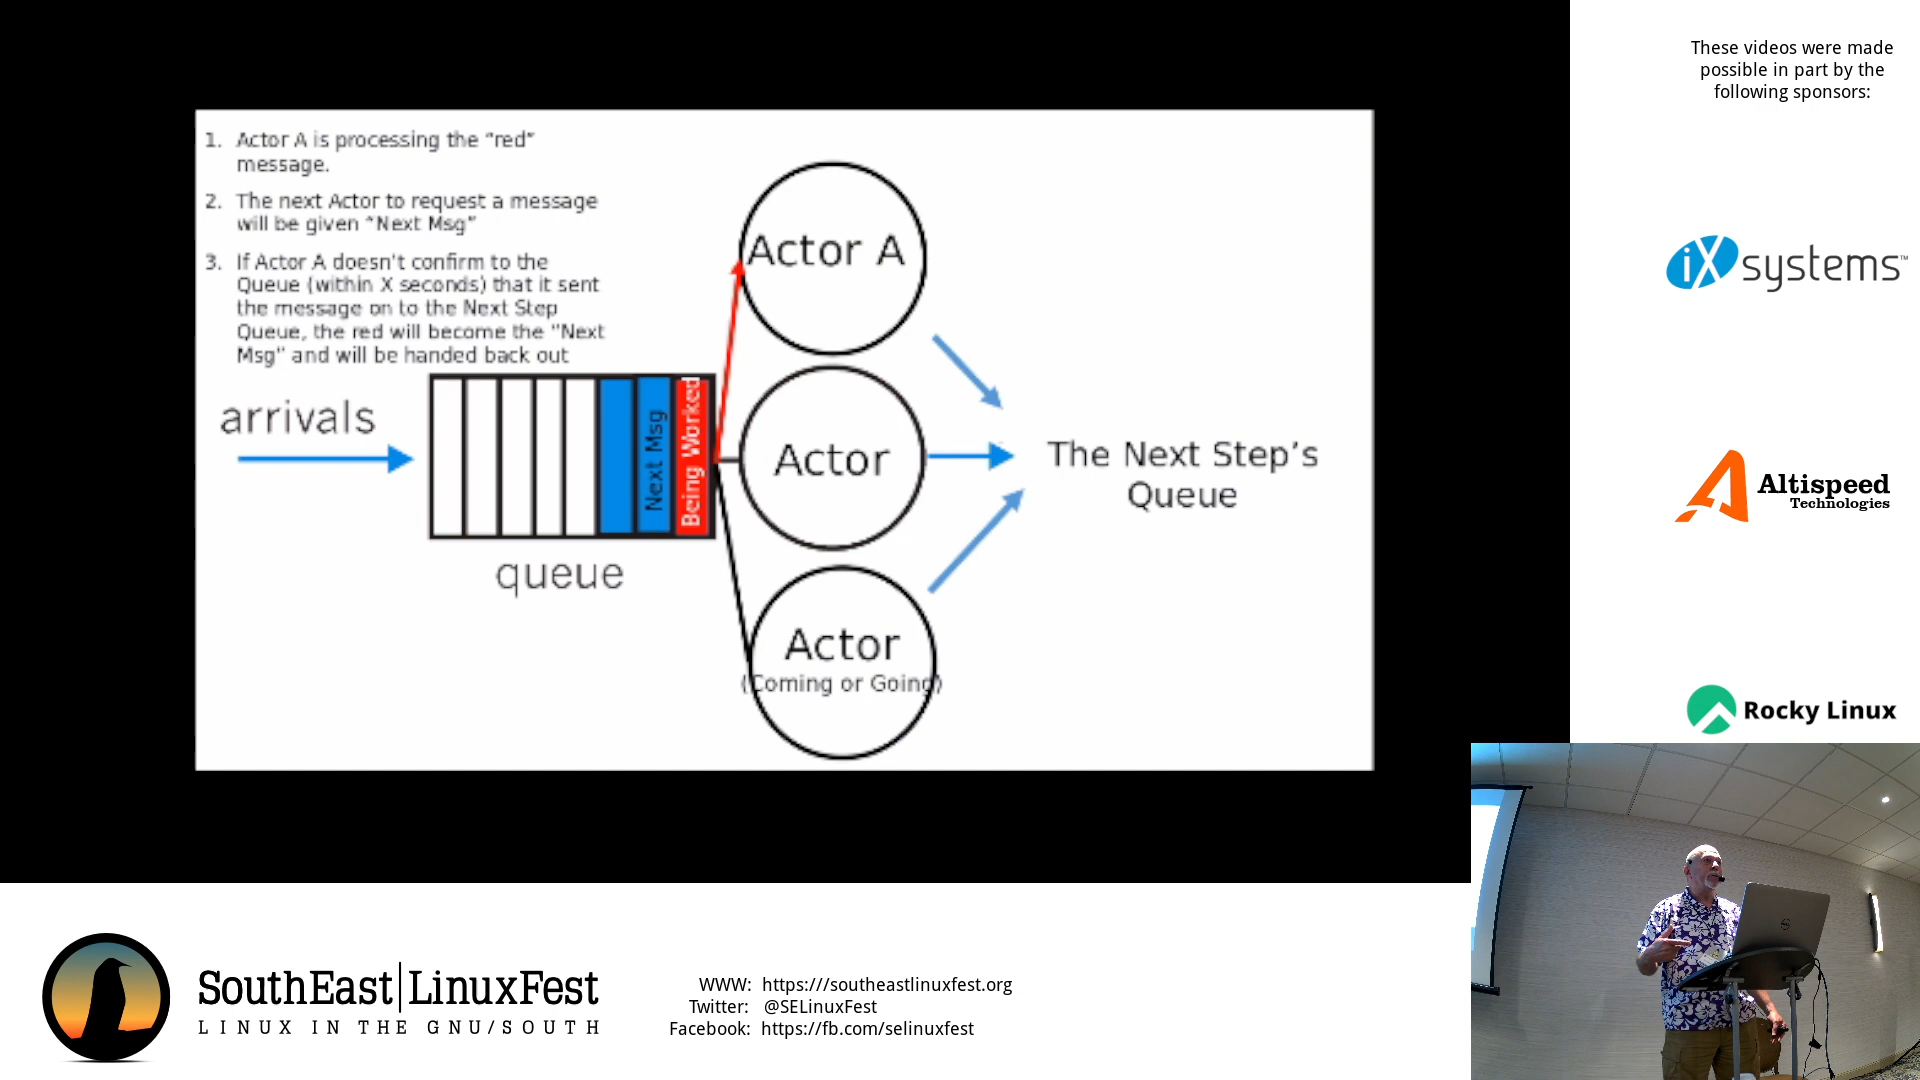 1. Actor A is processing the "red"
message.
2. The next Actor to request a message
will be given "Next Msg"
3. If Actor A doesn't confirm to the
Queue (within X seconds) that it sent
the message on to the Next Step
Queue, the red will become the "Next
Msg" and will be handed back out
arrivals
Next Msg
Being Worked
queue
Actor A
Actor
Actor
(Coming or Going)
The Next Step's
Queue
These videos were made
possible in part by the
following sponsors:
iX systems™
Altispeed
Technologies
Rocky Linux
SouthEast LinuxFest
LINUX IN THE GNU/SOUTH
WWW: https:///southeastlinuxfest.org
Twitter: @SELinuxFest
Facebook: https://fb.com/selinuxfest